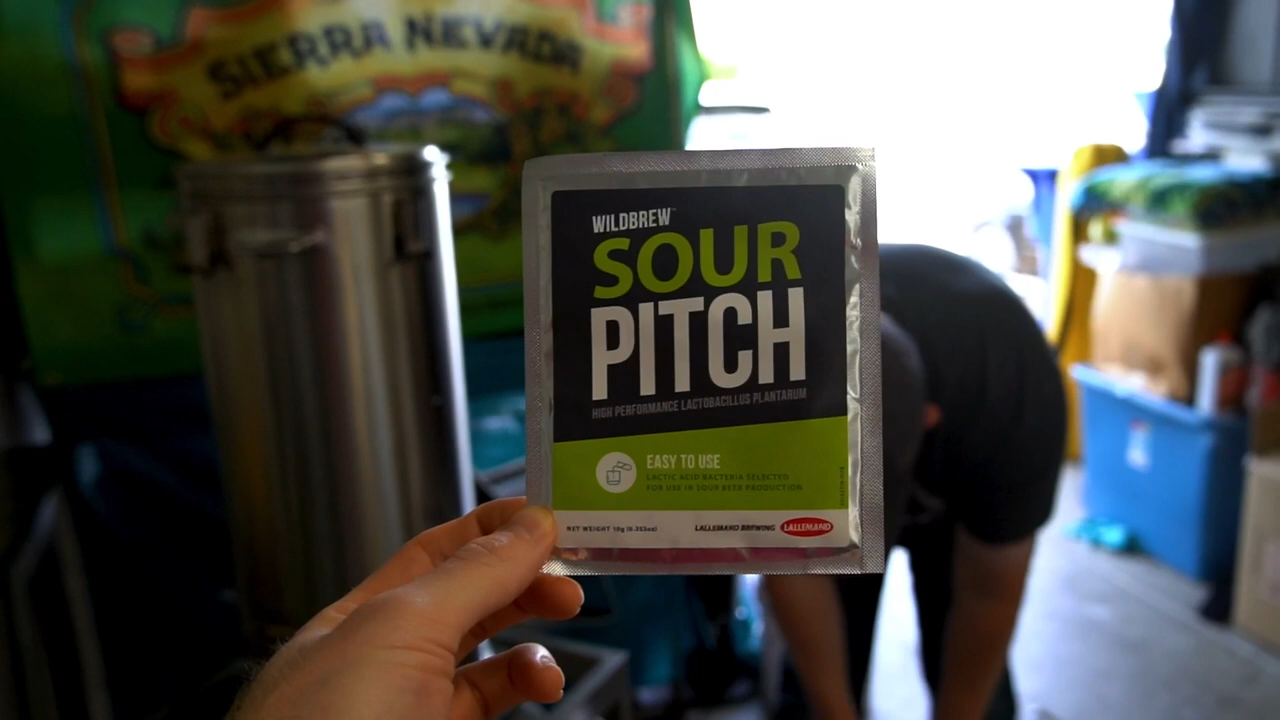 SIERRA NEVADA
WILDBREW™
SOUR
PITCH
HIGH PERFORMANCE LACTOBACILLUS PLANTARUM
EASY TO USE
LACTIC ACID BACTERIA SELECTED
FOR USE IN SOUR BEER PRODUCTION
NET WEIGHT 10g (0.353oz)
LALLEMAND BREWING
LALLEMAND